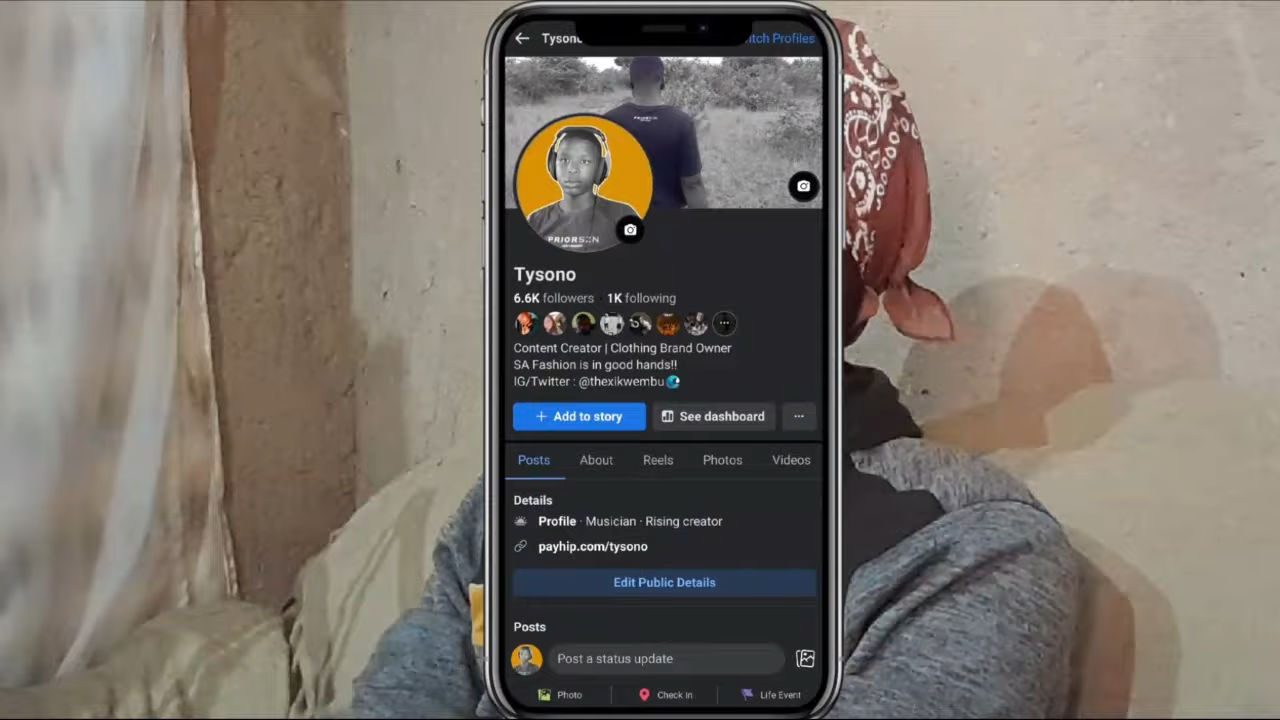 Tysono
tch Profiles
PRIORSON
PRIORS::N
Tysono
6.6K followers · 1K following
Content Creator | Clothing Brand Owner
SA Fashion is in good hands!!
IG/Twitter : @thexikwembu🌍
+ Add to story
See dashboard
Posts
About
Reels
Photos
Videos
Details
Profile · Musician · Rising creator
payhip.com/tysono
Edit Public Details
Posts
Post a status update
Photo
Check In
Life Event